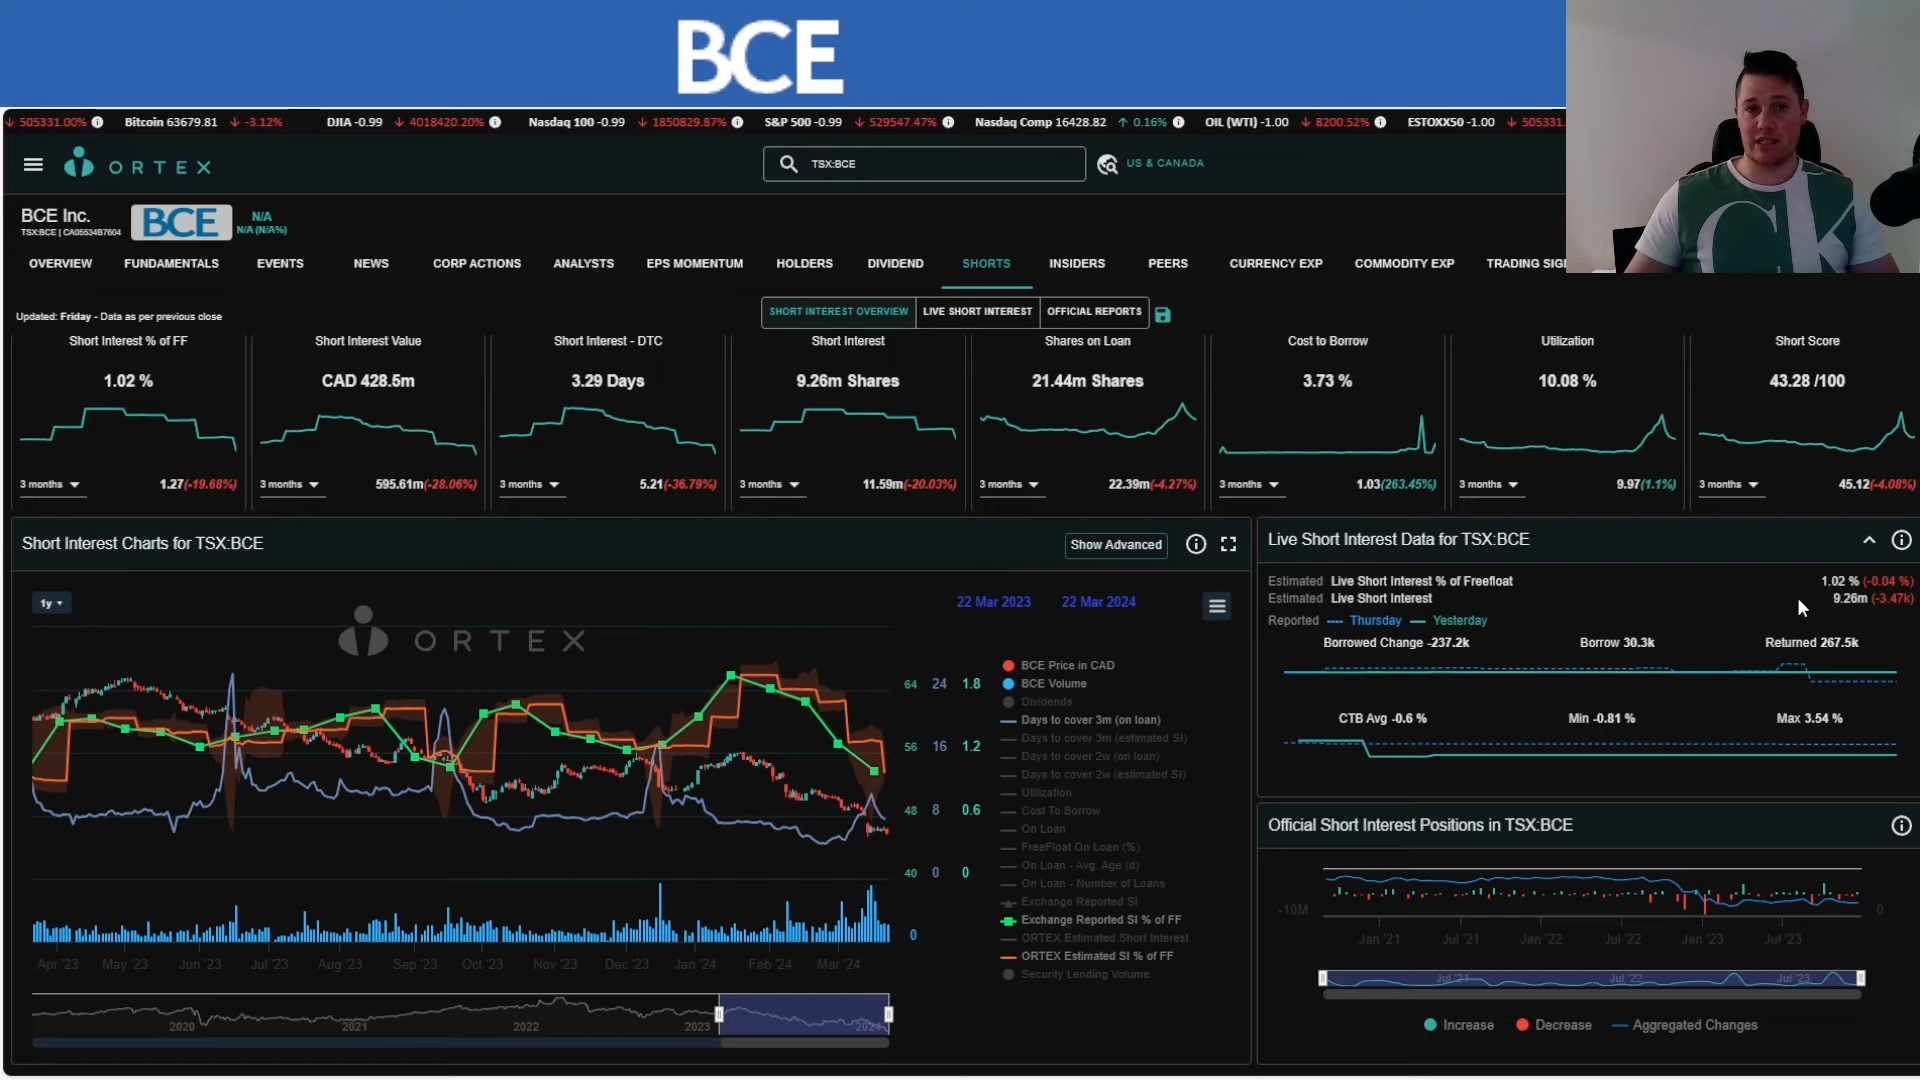 BCE
505331.00% Bitcoin 63679.81 -3.12% DJIA -0.99 4018420.20% Nasdaq 100 -0.99 1850829.87% S&P 500 -0.99 529547.47% Nasdaq Comp 16428.82 0.16% OIL (WTI) -1.00 8200.52% ESTOXX50 -1.00 505331.
ORTEX
TSX:BCE
US & CANADA
BCE Inc.
TSX:BCE | CA05534B7604
BCE
N/A
N/A (N/A%)
OVERVIEW FUNDAMENTALS EVENTS NEWS CORP ACTIONS ANALYSTS EPS MOMENTUM HOLDERS DIVIDEND SHORTS INSIDERS PEERS CURRENCY EXP COMMODITY EXP TRADING SIG
CK
Updated: Friday - Data as per previous close
SHORT INTEREST OVERVIEW LIVE SHORT INTEREST OFFICIAL REPORTS
Short Interest % of FF Short Interest Value Short Interest - DTC Short Interest Shares on Loan Cost to Borrow Utilization Short Score
1.02 % CAD 428.5m 3.29 Days 9.26m Shares 21.44m Shares 3.73 % 10.08 % 43.28 /100
3 months 1.27(-19.68%) 3 months 595.61m(-28.06%) 3 months 5.21(-36.79%) 3 months 11.59m(-20.03%) 3 months 22.39m(-4.27%) 3 months 1.03(263.45%) 3 months 9.97(1.1%) 3 months 45.12(-4.08%)
Short Interest Charts for TSX:BCE
Show Advanced
1y
ORTEX
22 Mar 2023 22 Mar 2024
64 24 1.8
56 16 1.2
48 8 0.6
40 0 0
0
BCE Price in CAD
BCE Volume
Dividends
Days to cover 3m (on loan)
Days to cover 3m (estimated SI)
Days to cover 2w (on loan)
Days to cover 2w (estimated SI)
Utilization
Cost To Borrow
On Loan
FreeFloat On Loan (%)
On Loan - Avg. Age (d)
On Loan - Number of Loans
Exchange Reported SI
Exchange Reported SI % of FF
ORTEX Estimated Short Interest
ORTEX Estimated SI % of FF
Security Lending Volume
Apr '23 May '23 Jun '23 Jul '23 Aug '23 Sep '23 Oct '23 Nov '23 Dec '23 Jan '24 Feb '24 Mar '24
2020 2021 2022 2023 2024
Live Short Interest Data for TSX:BCE
Estimated Live Short Interest % of Freefloat 1.02 % (-0.04 %)
Estimated Live Short Interest 9.26m (-3.47k)
Reported Thursday Yesterday
Borrowed Change -237.2k Borrow 30.3k Returned 267.5k
CTB Avg -0.6 % Min -0.81 % Max 3.54 %
Official Short Interest Positions in TSX:BCE
-10M 0
Jan '21 Jul '21 Jan '22 Jul '22 Jan '23 Jul '23
Jul '21 Jul '22 Jul '23
Increase Decrease Aggregated Changes